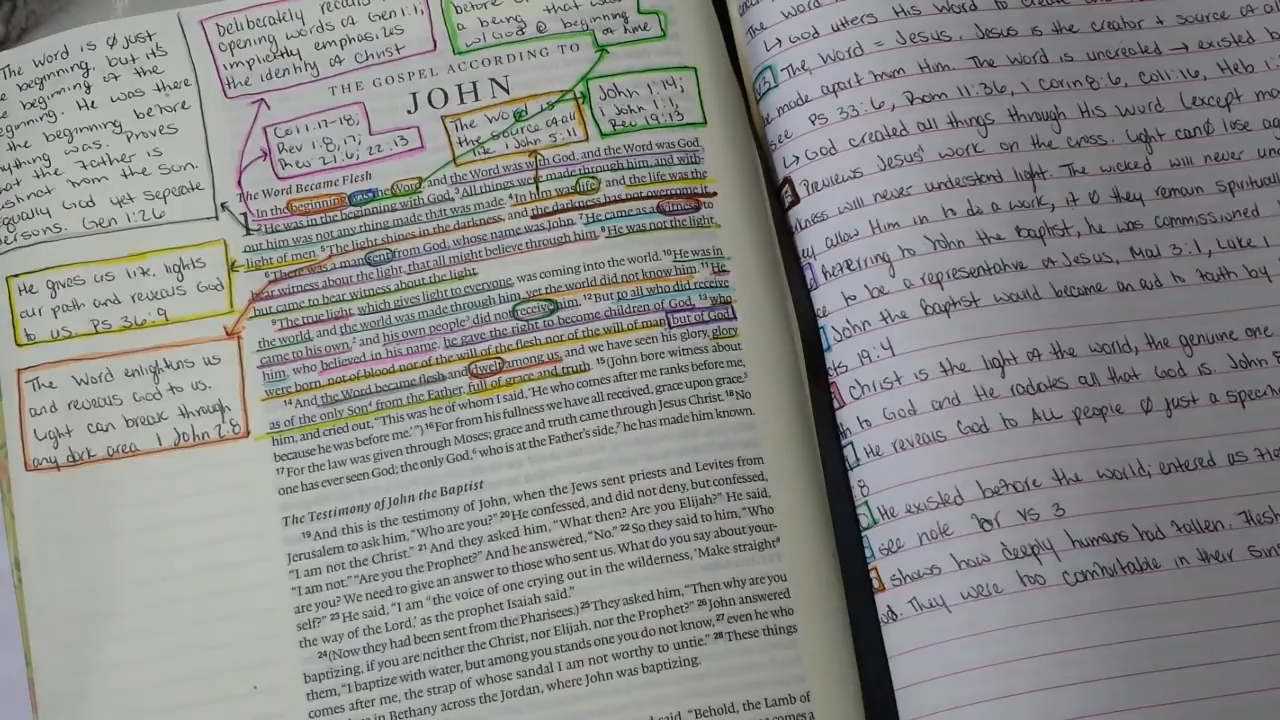 The Word is Ø just
beginning, but it's
beginning of the
beginning. He was there
the beginning before
anything was. Proves
the Father is
from the Son.
Equally God yet seperate
persons. Gen 1:26
Deliberately recalls
opening words of Gen 1:1;
implicitly emphasizes
the identity of Christ
before
a being that was
w/ God @ beginning
of time
THE GOSPEL ACCORDING TO
JOHN
Col 1:17-18;
Rev 1:8, 17;
Rev 21:6; 22:13
The Word is
the source of all
life 1 John 5:11
John 1:14;
1 John 1:1;
Rev 19:13
He gives us life, lights
our path and reveals God
to us. PS 36:9
The Word enlightens us
and reveals God to us.
Light can break through
any dark area 1 John 2:8
The Word Became Flesh
1 In the beginning was the Word, and the Word was with God, and the Word was God.
2 He was in the beginning with God. 3 All things were made through him, and with-
out him was not any thing made that was made. 4 In him was life, and the life was the
light of men. 5 The light shines in the darkness, and the darkness has not overcome it.
6 There was a man sent from God, whose name was John. 7 He came as a witness, to
bear witness about the light, that all might believe through him. 8 He was not the light,
but came to bear witness about the light.
9 The true light, which gives light to everyone, was coming into the world. 10 He was in
the world, and the world was made through him, yet the world did not know him. 11 He
came to his own, and his own people did not receive him. 12 But to all who did receive
him, who believed in his name, he gave the right to become children of God, 13 who
were born, not of blood nor of the will of the flesh nor of the will of man, but of God.
14 And the Word became flesh and dwelt among us, and we have seen his glory, glory
as of the only Son from the Father, full of grace and truth. 15 (John bore witness about
him, and cried out, "This was he of whom I said, 'He who comes after me ranks before me,
because he was before me.'") 16 For from his fullness we have all received, grace upon grace.
17 For the law was given through Moses; grace and truth came through Jesus Christ. 18 No
one has ever seen God; the only God, who is at the Father's side, he has made him known.
The Testimony of John the Baptist
19 And this is the testimony of John, when the Jews sent priests and Levites from
Jerusalem to ask him, "Who are you?" 20 He confessed, and did not deny, but confessed,
"I am not the Christ." 21 And they asked him, "What then? Are you Elijah?" He said,
"I am not." "Are you the Prophet?" And he answered, "No." 22 So they said to him, "Who
are you? We need to give an answer to those who sent us. What do you say about your-
self?" 23 He said, "I am the voice of one crying out in the wilderness, 'Make straight
the way of the Lord,' as the prophet Isaiah said."
24 (Now they had been sent from the Pharisees.) 25 They asked him, "Then why are you
baptizing, if you are neither the Christ, nor Elijah, nor the Prophet?" 26 John answered
them, "I baptize with water, but among you stands one you do not know, 27 even he who
comes after me, the strap of whose sandal I am not worthy to untie." 28 These things
in Bethany across the Jordan, where John was baptizing.
said, "Behold, the Lamb of
comes a
The Word
↳ God utters His Word to create
The Word = Jesus. Jesus is the creator + source of all
made apart from Him. The Word is uncreated → existed b
PS 33:6, Rom 11:36, 1 Corin 8:6, Col 1:16, Heb 1:
↳ God created all things through His Word (except ma
Previews Jesus' work on the cross. Light can Ø lose aga
will never understand light. The wicked will never un
allow Him in to do a work, if Ø they remain spiritual
Referring to John the Baptist, he was commissioned
to be a representative of Jesus, Mal 3:1, Luke 1
John the Baptist would become an aid to faith by
19:4
Christ is the light of the world, the genuine one
to God and He radiates all that God is. John 8
He reveals God to ALL people Ø just a specif
:8
He existed before the world; entered as
see note for vs 3
shows how deeply humans had fallen.
They were too comfortable in their sin